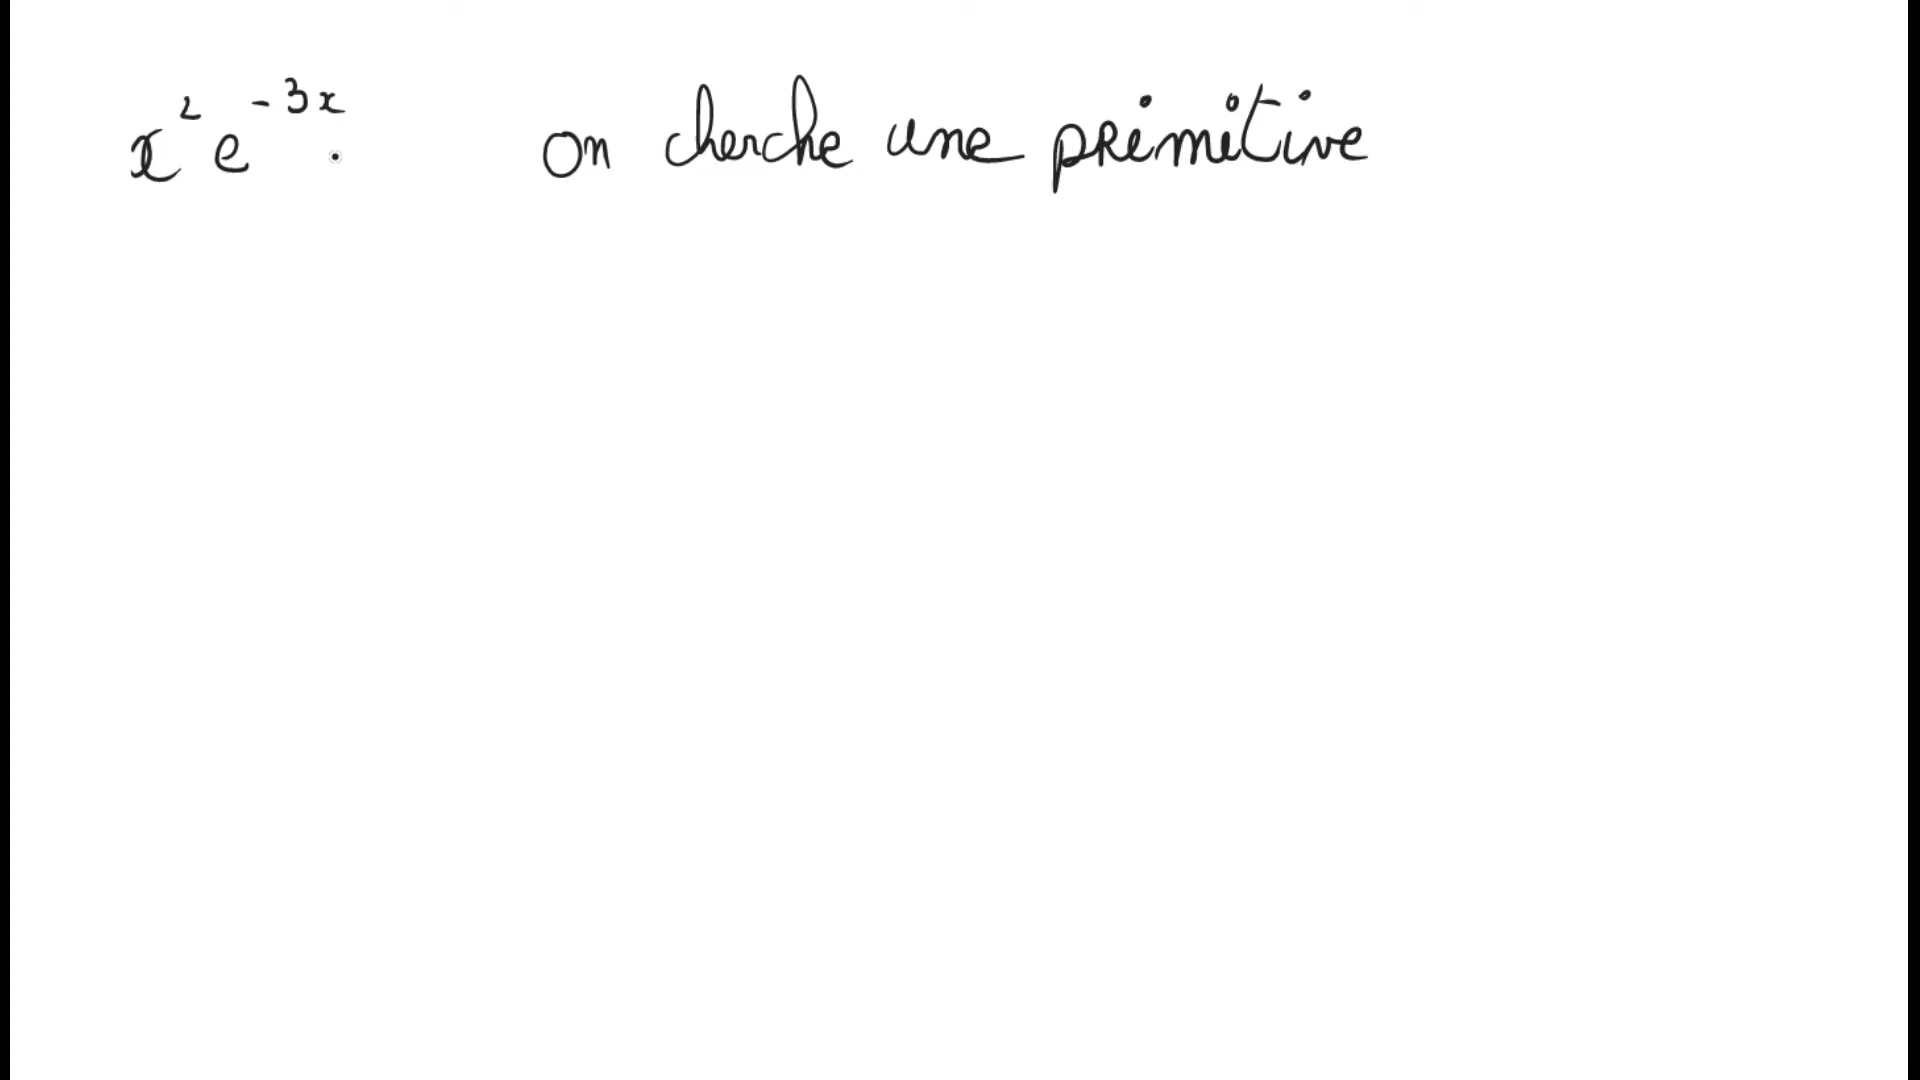 x² e^{-3x} on cherche une primitive